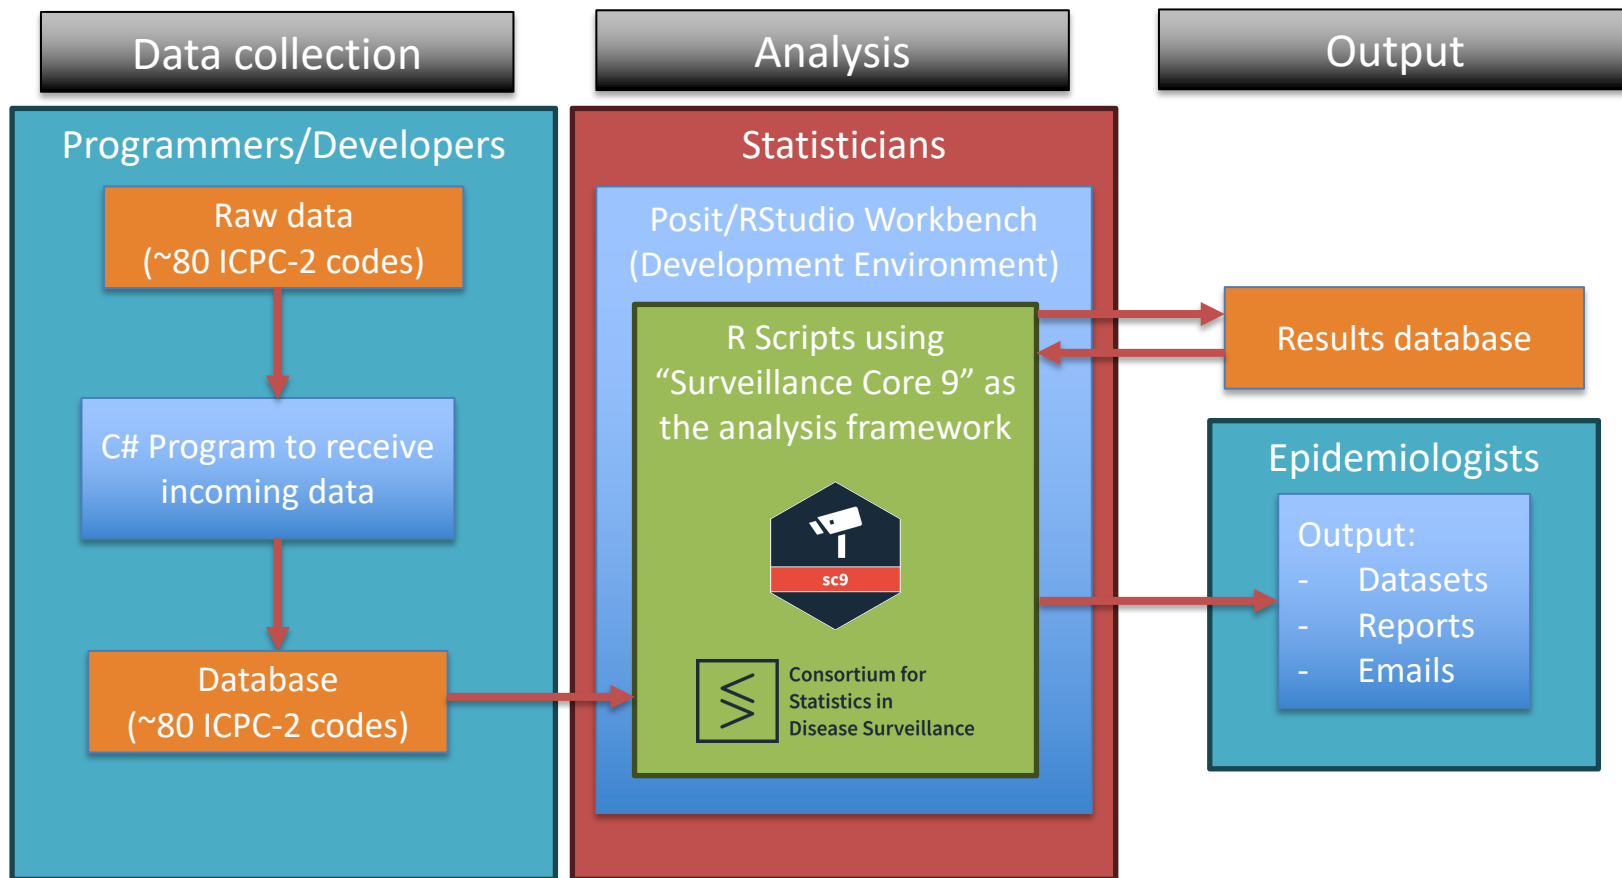 Data collection
Analysis
Output
Programmers/Developers
Raw data
(~80 ICPC-2 codes)
C# Program to receive
incoming data
Database
(~80 ICPC-2 codes)
Statisticians
Posit/RStudio Workbench
(Development Environment)
R Scripts using
“Surveillance Core 9” as
the analysis framework
sc9
Consortium for
Statistics in
Disease Surveillance
Results database
Epidemiologists
Output:
- Datasets
- Reports
- Emails